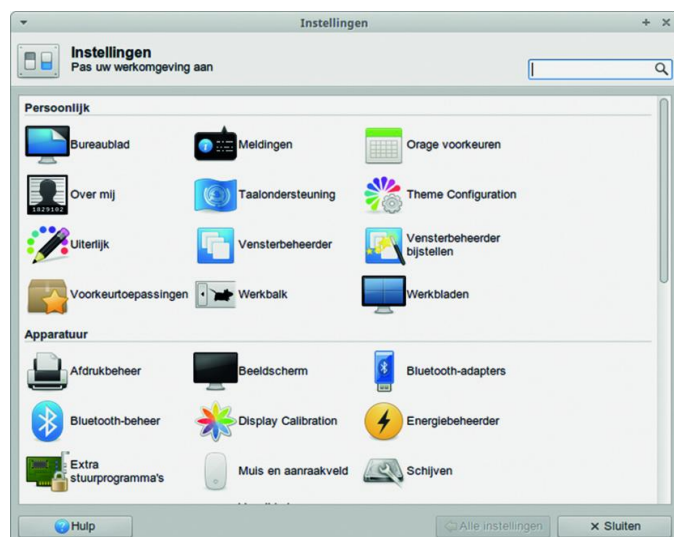 Instellingen
Instellingen
Pas uw werkomgeving aan
Persoonlijk
Bureaublad
Meldingen
Orage voorkeuren
1829102
Over mij
Taalondersteuning
Theme Configuration
Uiterlijk
Vensterbeheerder
Vensterbeheerder
bijstellen
Voorkeurtoepassingen
Werkbalk
Werkbladen
Apparatuur
Afdrukbeheer
Beeldscherm
Bluetooth-adapters
Bluetooth-beheer
Display Calibration
Energiebeheerder
Extra
stuurprogramma's
Muis en aanraakveld
Schijven
Hulp
Alle instellingen
Sluiten